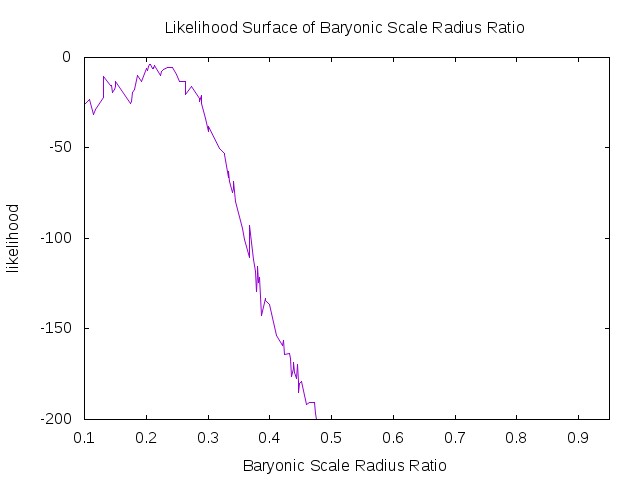 Likelihood Surface of Baryonic Scale Radius Ratio
0
-50
-100
-150
-200
likelihood
0.1 0.2 0.3 0.4 0.5 0.6 0.7 0.8 0.9
Baryonic Scale Radius Ratio